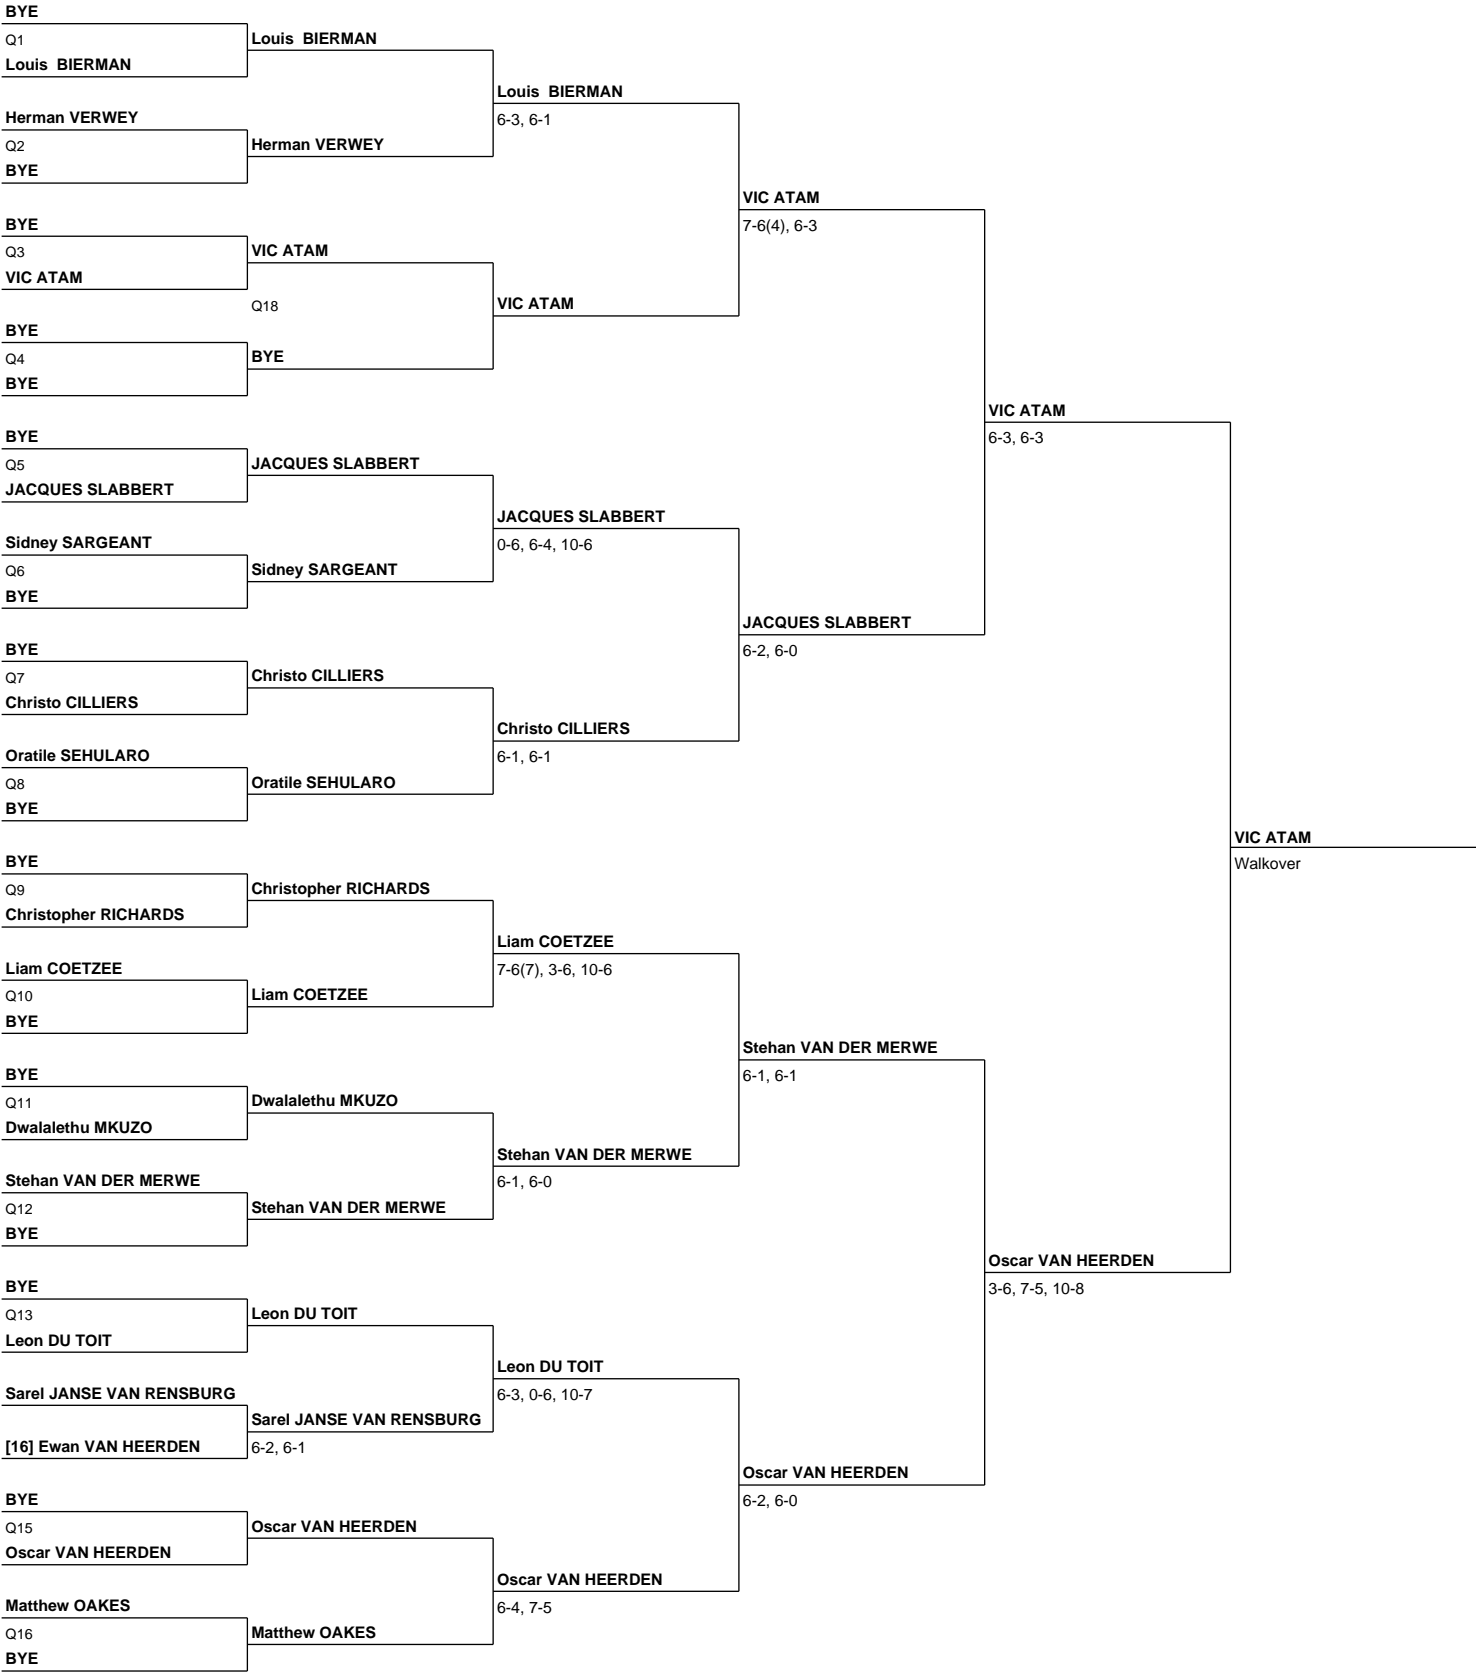 BYE
Q1
Louis BIERMAN
Herman VERWEY
Q2
BYE
BYE
Q3
VIC ATAM
BYE
Q4
BYE
BYE
Q5
JACQUES SLABBERT
Sidney SARGEANT
Q6
BYE
BYE
Q7
Christo CILLIERS
Oratile SEHULARO
Q8
BYE
BYE
Q9
Christopher RICHARDS
Liam COETZEE
Q10
BYE
BYE
Q11
Dwalalethu MKUZO
Stehan VAN DER MERWE
Q12
BYE
BYE
Q13
Leon DU TOIT
Sarel JANSE VAN RENSBURG
[16] Ewan VAN HEERDEN
BYE
Q15
Oscar VAN HEERDEN
Matthew OAKES
Q16
BYE
Louis BIERMAN
Herman VERWEY
VIC ATAM
Q18
BYE
JACQUES SLABBERT
Sidney SARGEANT
Christo CILLIERS
Oratile SEHULARO
Christopher RICHARDS
Liam COETZEE
Dwalalethu MKUZO
Stehan VAN DER MERWE
Leon DU TOIT
Sarel JANSE VAN RENSBURG
6-2, 6-1
Oscar VAN HEERDEN
Matthew OAKES
Louis BIERMAN
6-3, 6-1
VIC ATAM
JACQUES SLABBERT
0-6, 6-4, 10-6
Christo CILLIERS
6-1, 6-1
Liam COETZEE
7-6(7), 3-6, 10-6
Stehan VAN DER MERWE
6-1, 6-0
Leon DU TOIT
6-3, 0-6, 10-7
Oscar VAN HEERDEN
6-4, 7-5
VIC ATAM
7-6(4), 6-3
JACQUES SLABBERT
6-2, 6-0
Stehan VAN DER MERWE
6-1, 6-1
Oscar VAN HEERDEN
6-2, 6-0
VIC ATAM
6-3, 6-3
Oscar VAN HEERDEN
3-6, 7-5, 10-8
VIC ATAM
Walkover